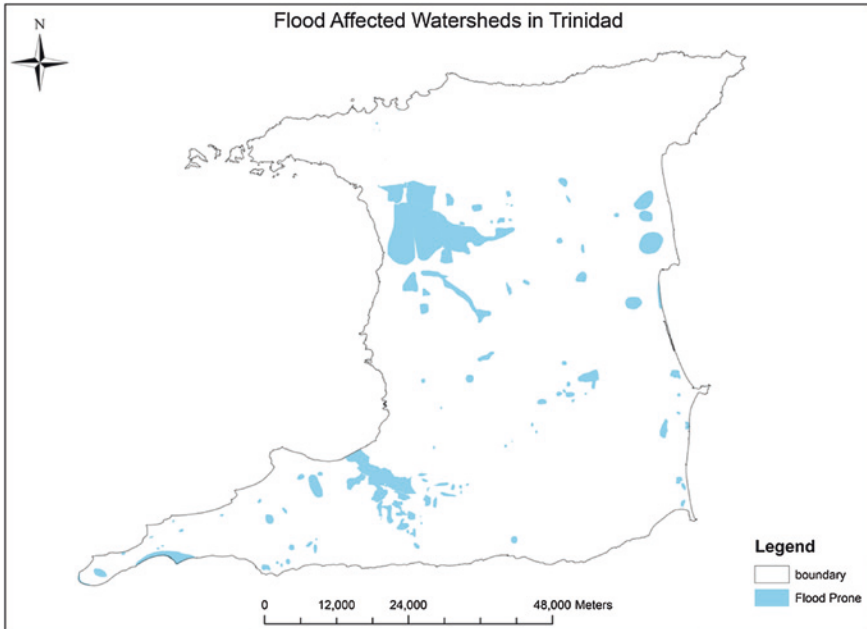 Flood Affected Watersheds in Trinidad
N
Legend
boundary
Flood Prone
0 12,000 24,000 48,000 Meters